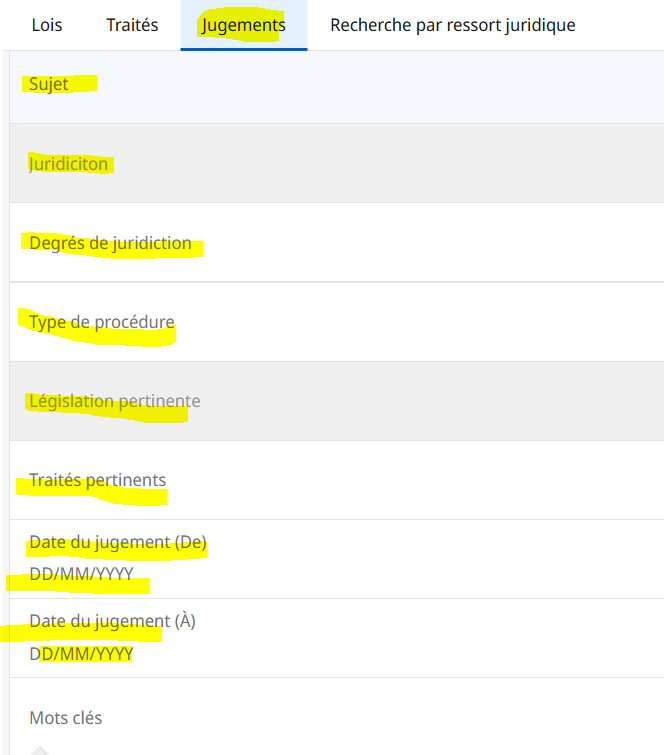 Lois Traités Jugements Recherche par ressort juridique
Sujet
Juridiciton
Degrés de juridiction
Type de procédure
Législation pertinente
Traités pertinents
Date du jugement (De)
DD/MM/YYYY
Date du jugement (À)
DD/MM/YYYY
Mots clés